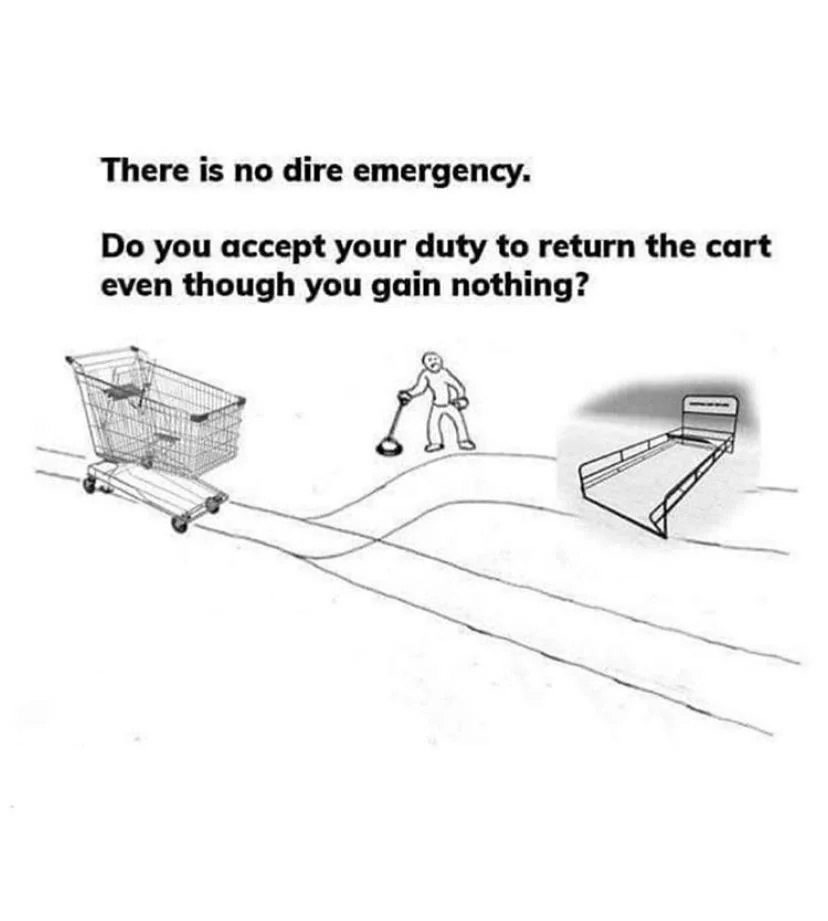 There is no dire emergency.
Do you accept your duty to return the cart
even though you gain nothing?